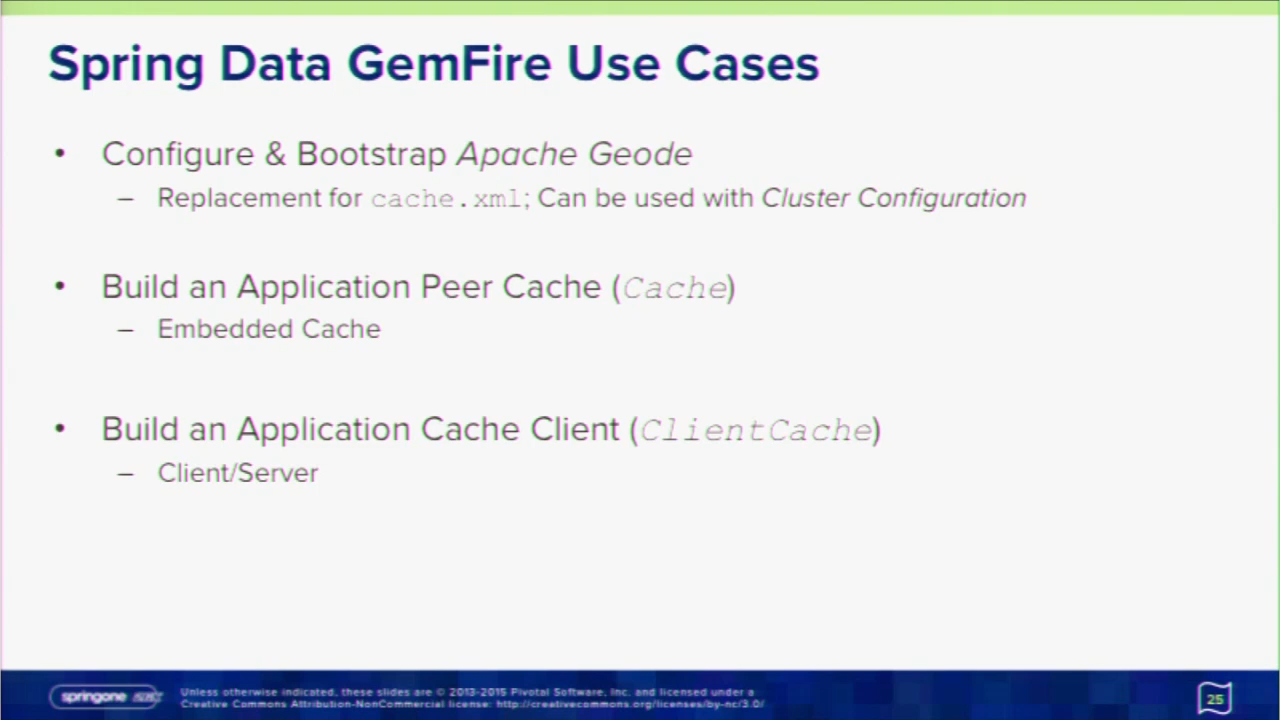 Spring Data GemFire Use Cases
• Configure & Bootstrap Apache Geode
– Replacement for cache.xml; Can be used with Cluster Configuration
• Build an Application Peer Cache (Cache)
– Embedded Cache
• Build an Application Cache Client (ClientCache)
– Client/Server
springone
Unless otherwise indicated, these slides are © 2013-2015 Pivotal Software, Inc. and licensed under a
Creative Commons Attribution-NonCommercial license: http://creativecommons.org/licenses/by-nc/3.0/
25